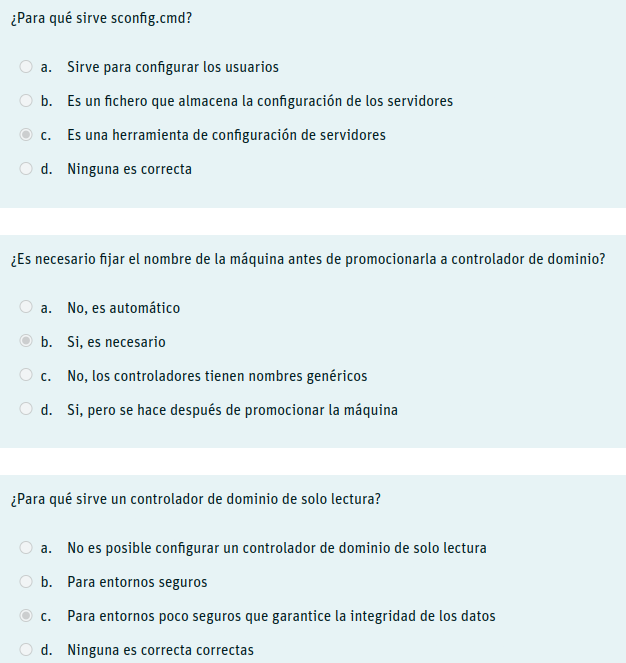 ¿Para qué sirve sconfig.cmd?
a. Sirve para configurar los usuarios
b. Es un fichero que almacena la configuración de los servidores
c. Es una herramienta de configuración de servidores
d. Ninguna es correcta
¿Es necesario fijar el nombre de la máquina antes de promocionarla a controlador de dominio?
a. No, es automático
b. Si, es necesario
c. No, los controladores tienen nombres genéricos
d. Si, pero se hace después de promocionar la máquina
¿Para qué sirve un controlador de dominio de solo lectura?
a. No es posible configurar un controlador de dominio de solo lectura
b. Para entornos seguros
c. Para entornos poco seguros que garantice la integridad de los datos
d. Ninguna es correcta correctas